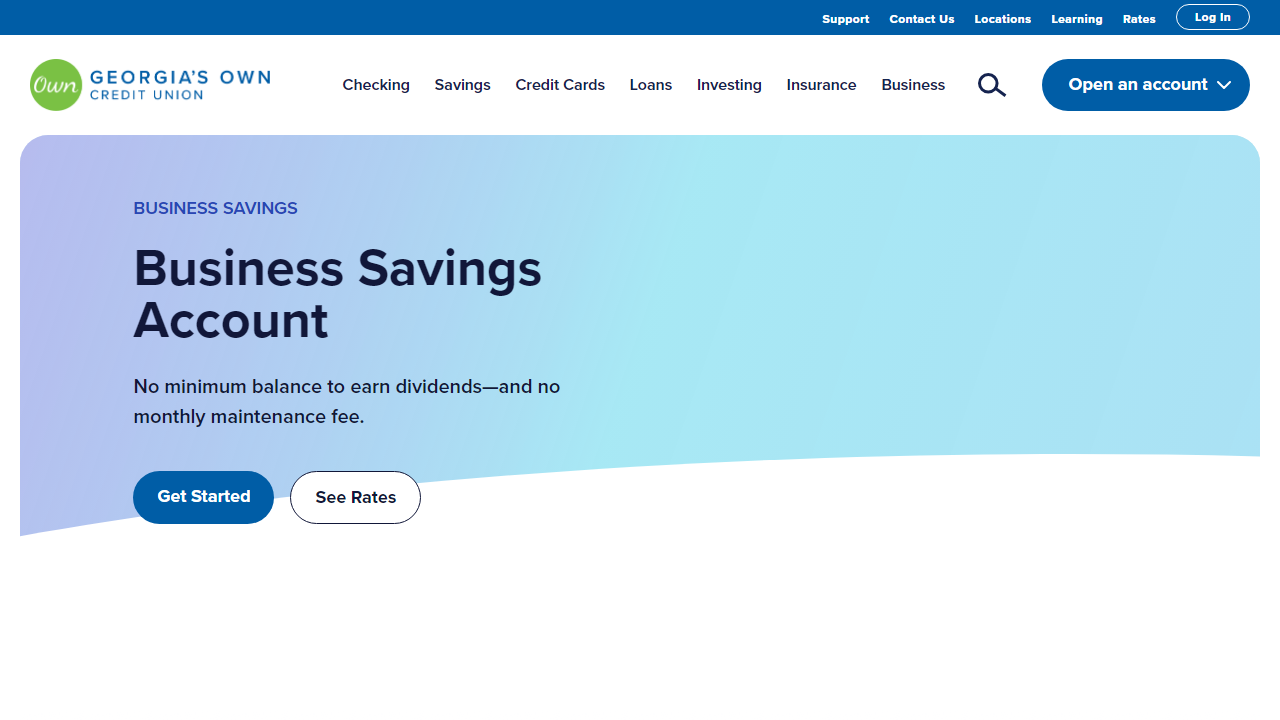 Support Contact Us Locations Learning Rates Log In
Own GEORGIA'S OWN
CREDIT UNION
Checking Savings Credit Cards Loans Investing Insurance Business Open an account
BUSINESS SAVINGS
Business Savings
Account
No minimum balance to earn dividends—and no
monthly maintenance fee.
Get Started See Rates